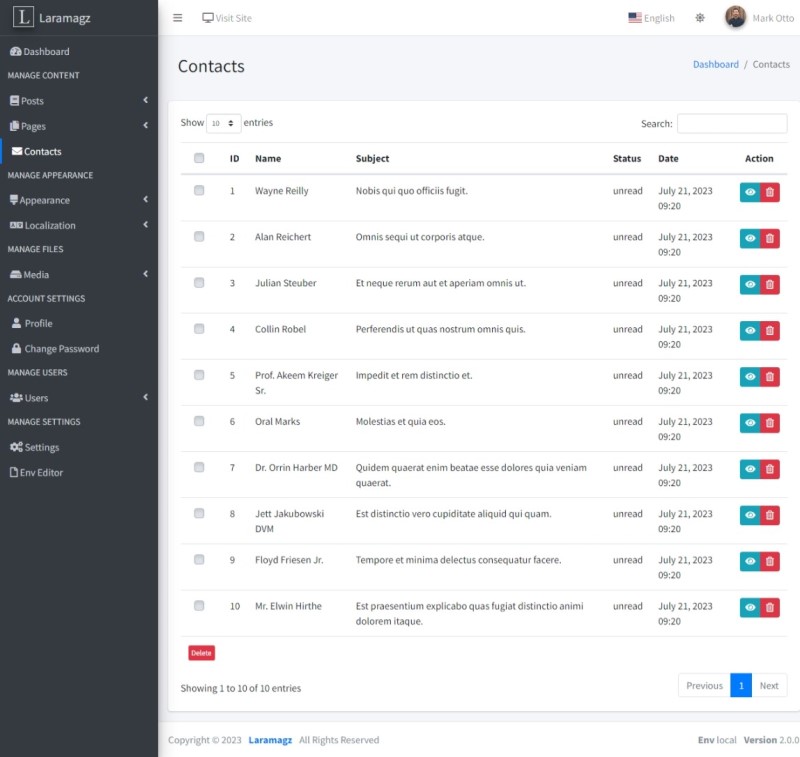 L Laramagz
Visit Site
English
Mark Otto
Dashboard
MANAGE CONTENT
Posts
Pages
Contacts
MANAGE APPEARANCE
Appearance
Localization
MANAGE FILES
Media
ACCOUNT SETTINGS
Profile
Change Password
MANAGE USERS
Users
MANAGE SETTINGS
Settings
Env Editor
Contacts
Dashboard / Contacts
Show 10 entries
Search:
ID Name Subject Status Date Action
1 Wayne Reilly Nobis qui quo officiis fugit. unread July 21, 2023
09:20
2 Alan Reichert Omnis sequi ut corporis atque. unread July 21, 2023
09:20
3 Julian Steuber Et neque rerum aut et aperiam omnis ut. unread July 21, 2023
09:20
4 Collin Robel Perferendis ut quas nostrum omnis quis. unread July 21, 2023
09:20
5 Prof. Akeem Kreiger Impedit et rem distinctio et. unread July 21, 2023
Sr. 09:20
6 Oral Marks Molestias et quia eos. unread July 21, 2023
09:20
7 Dr. Orrin Harber MD Quidem quaerat enim beatae esse dolores quia veniam unread July 21, 2023
quaerat. 09:20
8 Jett Jakubowski Est distinctio vero cupiditate aliquid qui quam. unread July 21, 2023
DVM 09:20
9 Floyd Friesen Jr. Tempore et minima delectus consequatur facere. unread July 21, 2023
09:20
10 Mr. Elwin Hirthe Est praesentium explicabo quas fugiat distinctio animi unread July 21, 2023
dolorem itaque. 09:20
Delete
Showing 1 to 10 of 10 entries
Previous 1 Next
Copyright © 2023 Laramagz All Rights Reserved
Env local Version 2.0.0